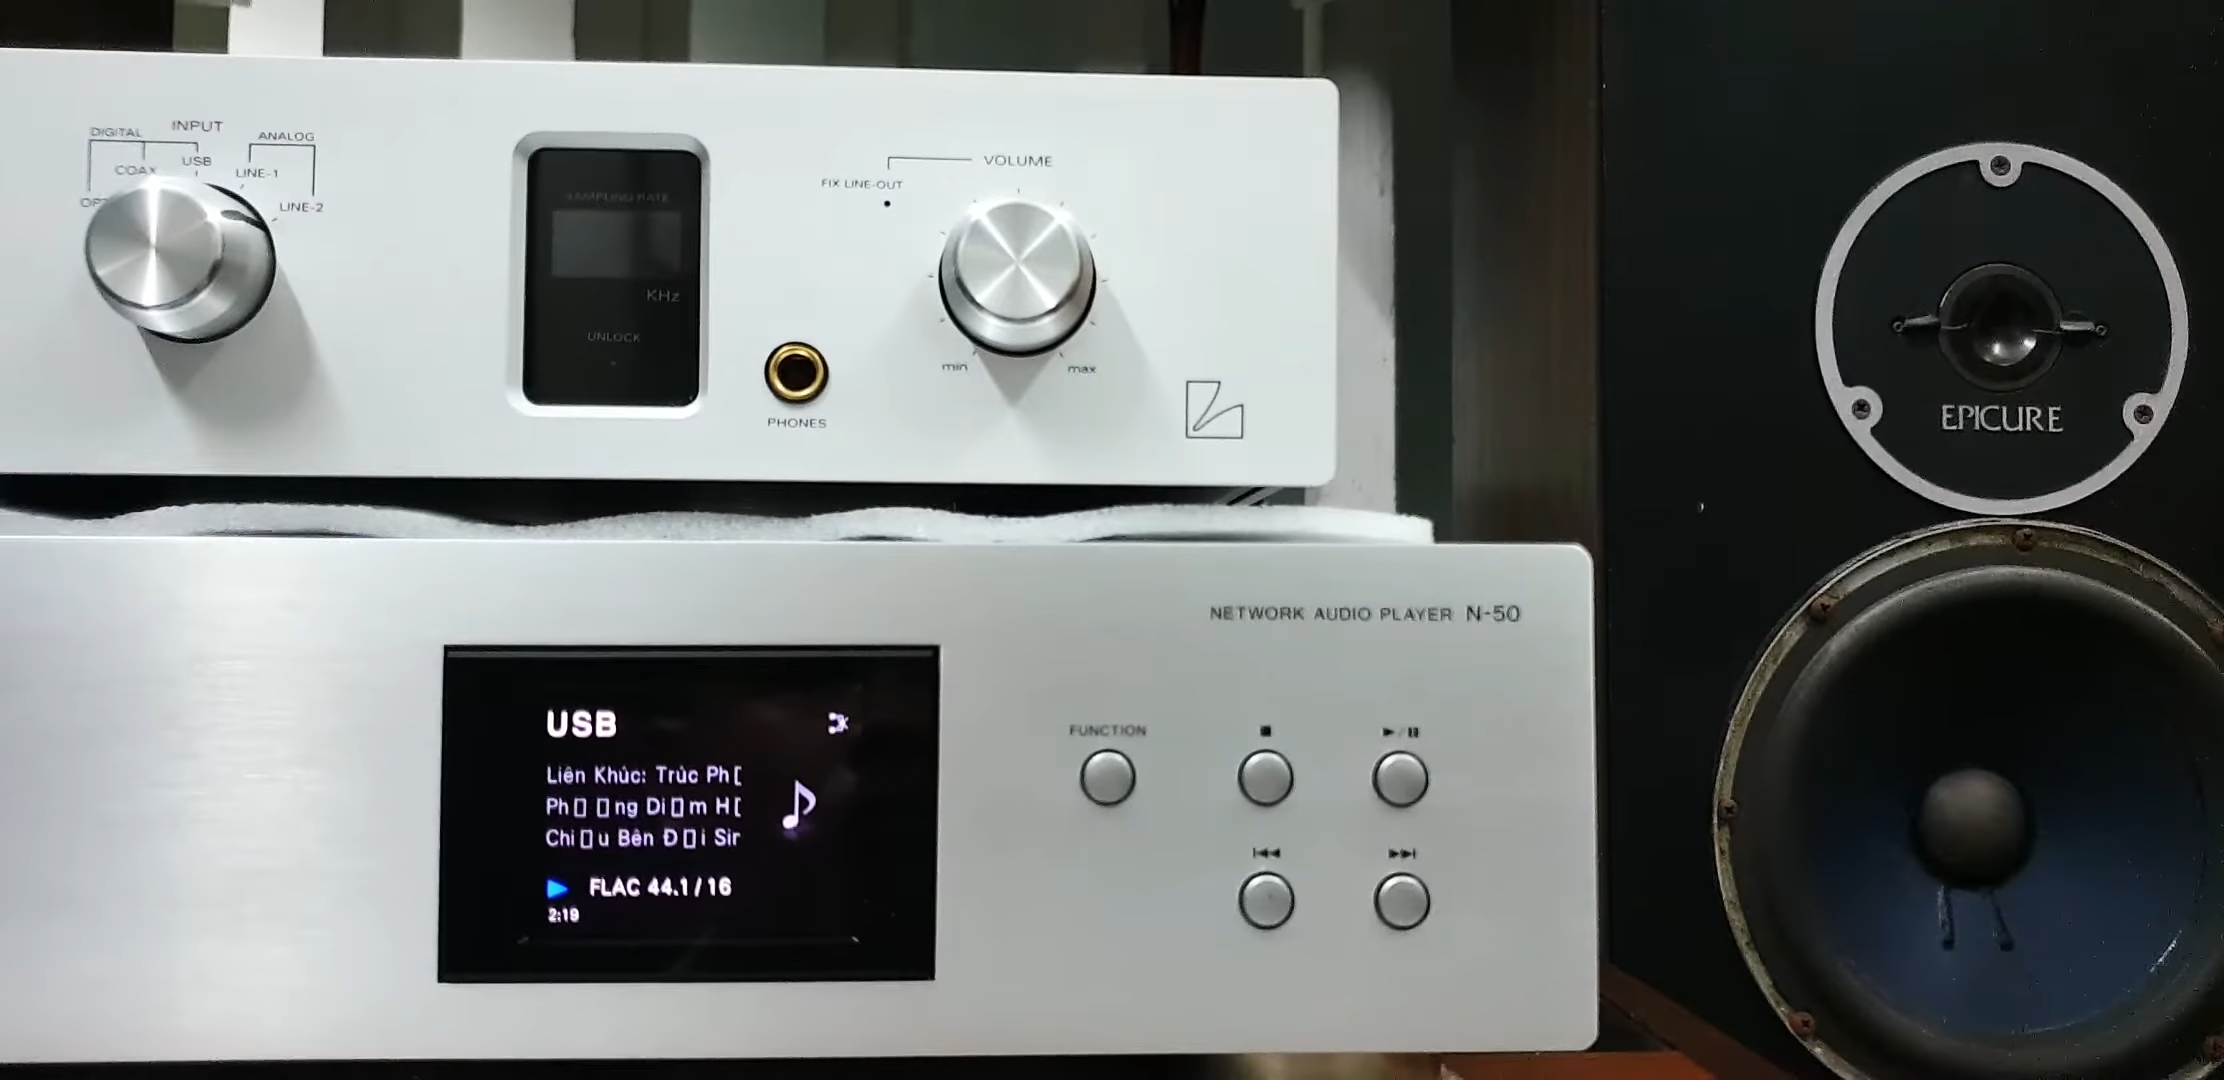 INPUT
DIGITAL
ANALOG
COAX
USB
LINE-1
LINE-2
SAMPLING RATE
KHz
UNLOCK
PHONES
VOLUME
FIX LINE-OUT
min
max
EPICURE
NETWORK AUDIO PLAYER N-50
USB
Liên Khúc: Trúc Ph
Ph▯▯ng Di▯m H
Chi▯u Bên Đ▯i Sir
FLAC 44.1/16
2:19
FUNCTION